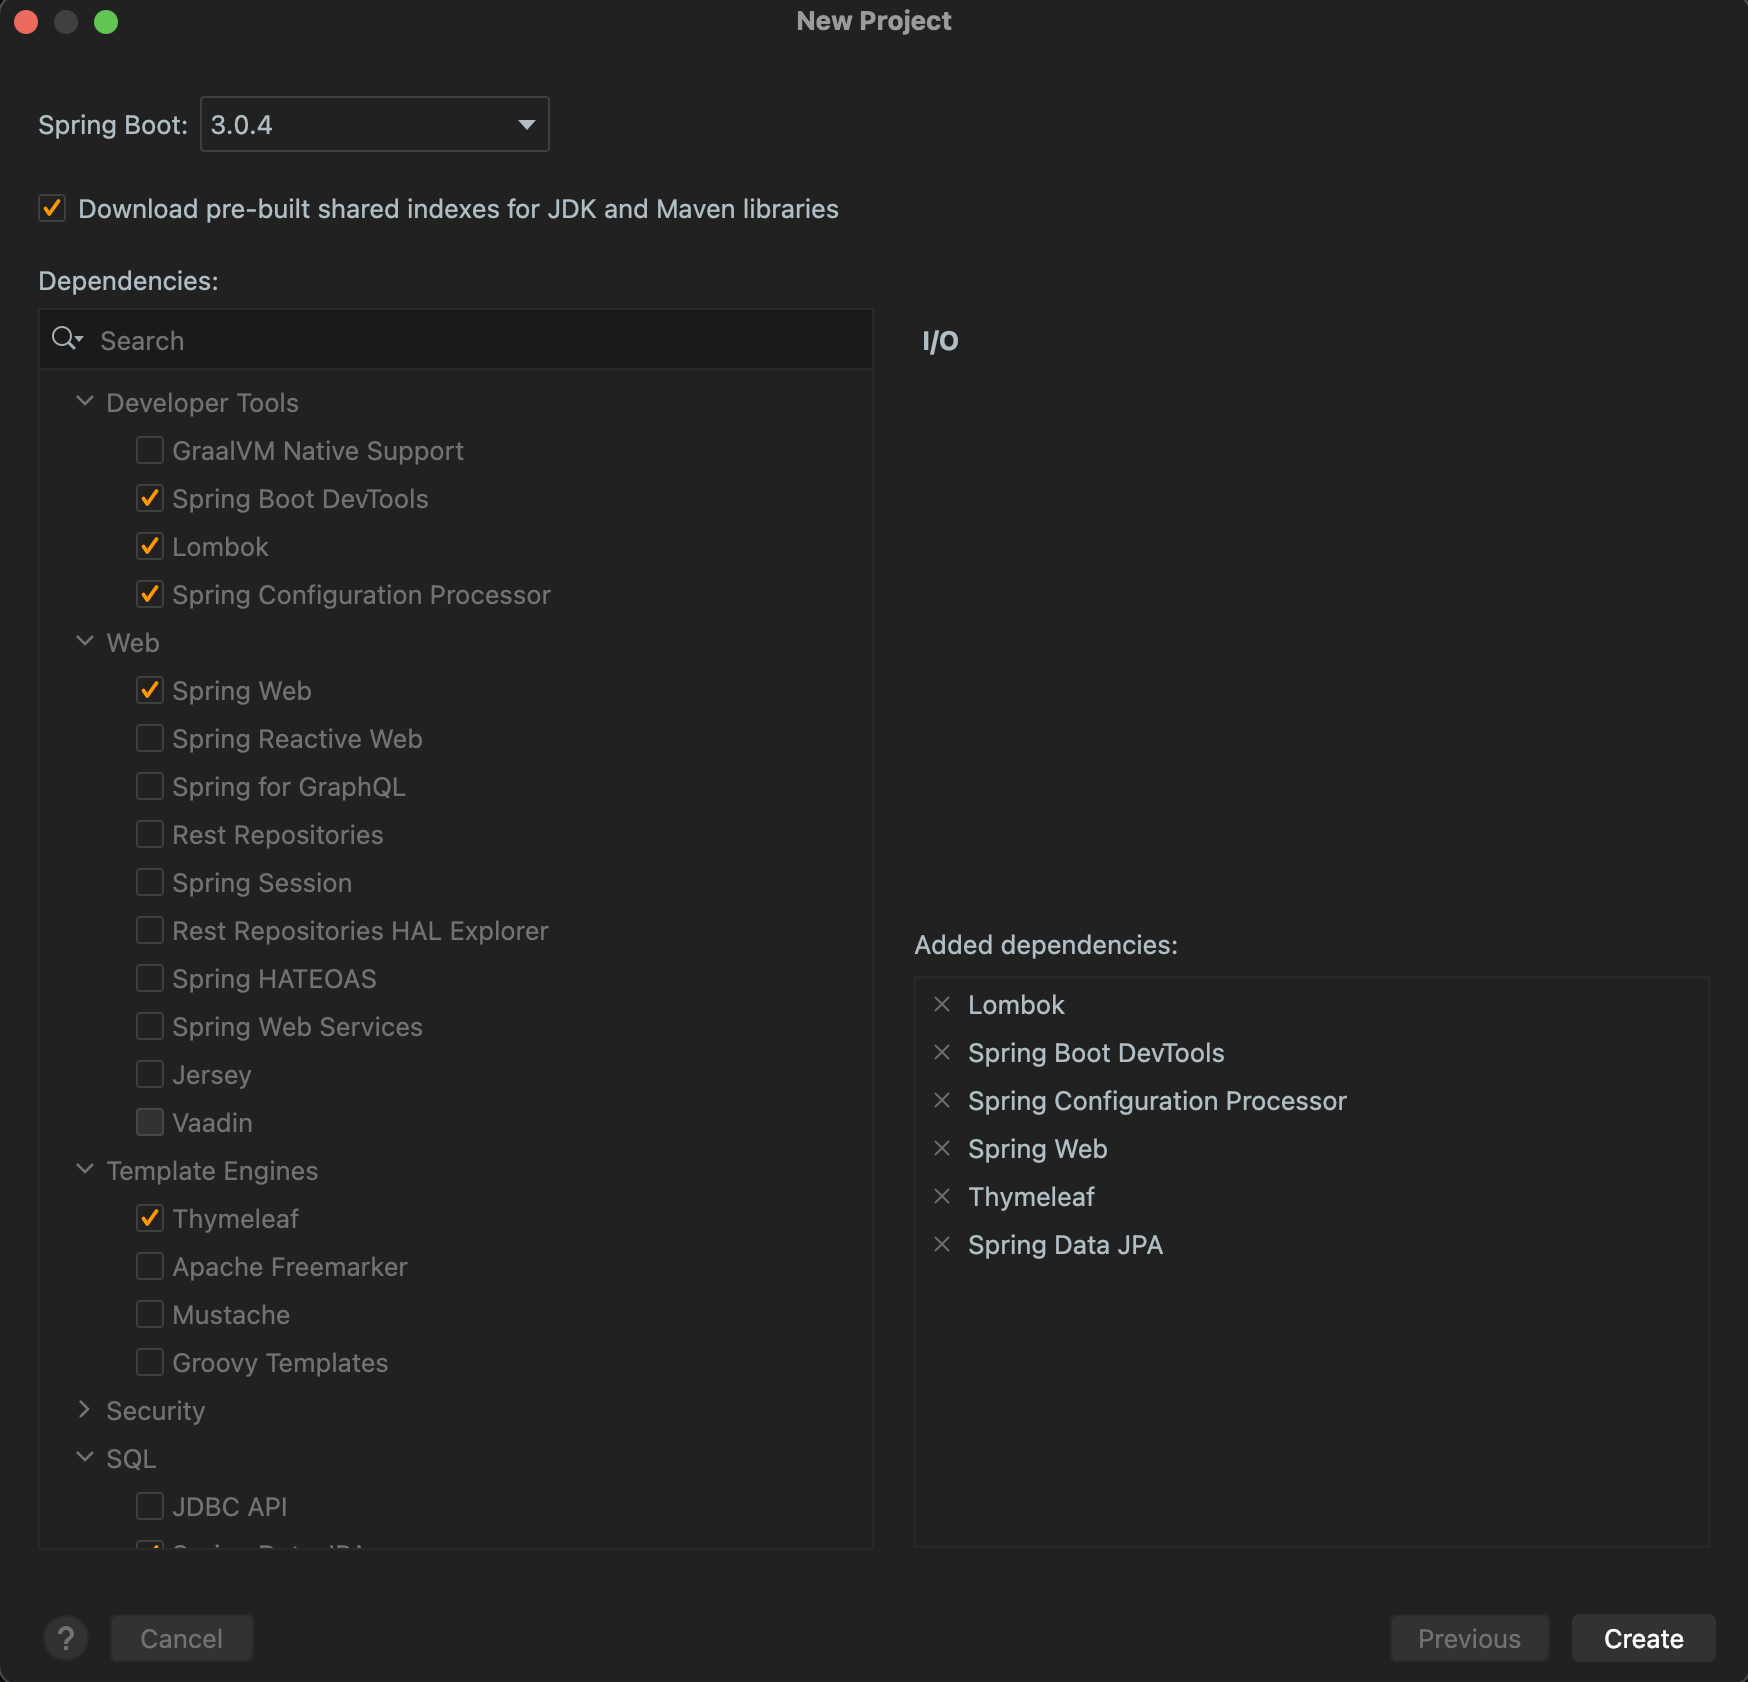 New Project
Spring Boot: 3.0.4
Download pre-built shared indexes for JDK and Maven libraries
Dependencies:
Search
Developer Tools
GraalVM Native Support
Spring Boot DevTools
Lombok
Spring Configuration Processor
Web
Spring Web
Spring Reactive Web
Spring for GraphQL
Rest Repositories
Spring Session
Rest Repositories HAL Explorer
Spring HATEOAS
Spring Web Services
Jersey
Vaadin
Template Engines
Thymeleaf
Apache Freemarker
Mustache
Groovy Templates
Security
SQL
JDBC API
Spring Data JPA
I/O
Added dependencies:
Lombok
Spring Boot DevTools
Spring Configuration Processor
Spring Web
Thymeleaf
Spring Data JPA
?
Cancel
Previous
Create